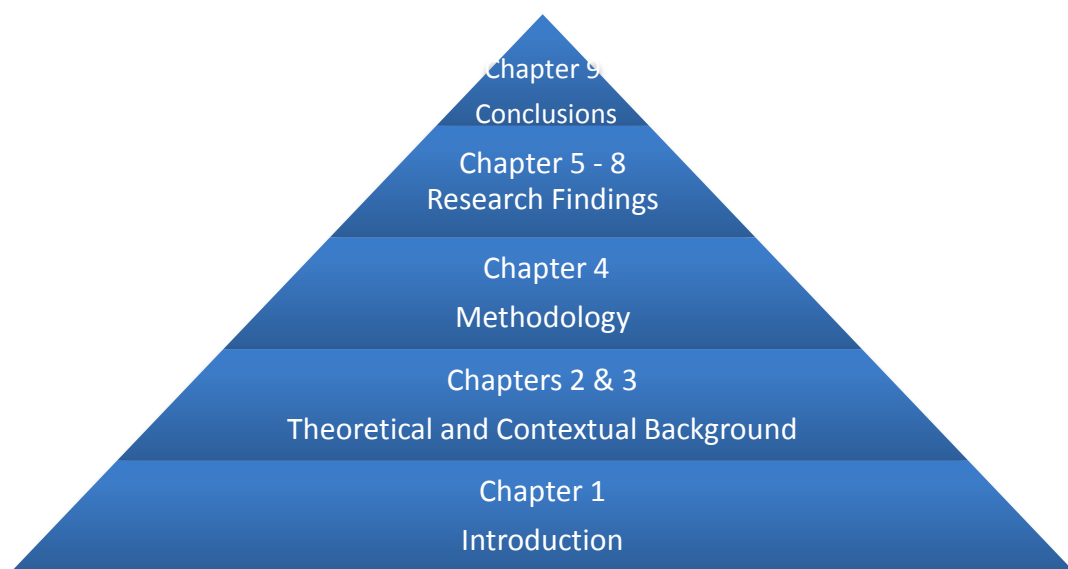 Chapter 9
Conclusions
Chapter 5 - 8
Research Findings
Chapter 4
Methodology
Chapters 2 & 3
Theoretical and Contextual Background
Chapter 1
Introduction